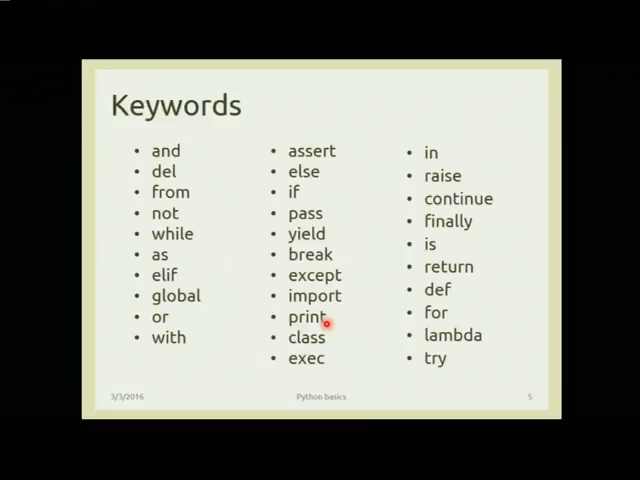 Keywords
and
del
from
not
while
as
elif
global
or
with
assert
else
if
pass
yield
break
except
import
print
class
exec
in
raise
continue
finally
is
return
def
for
lambda
try
3/3/2016
Python basics
5